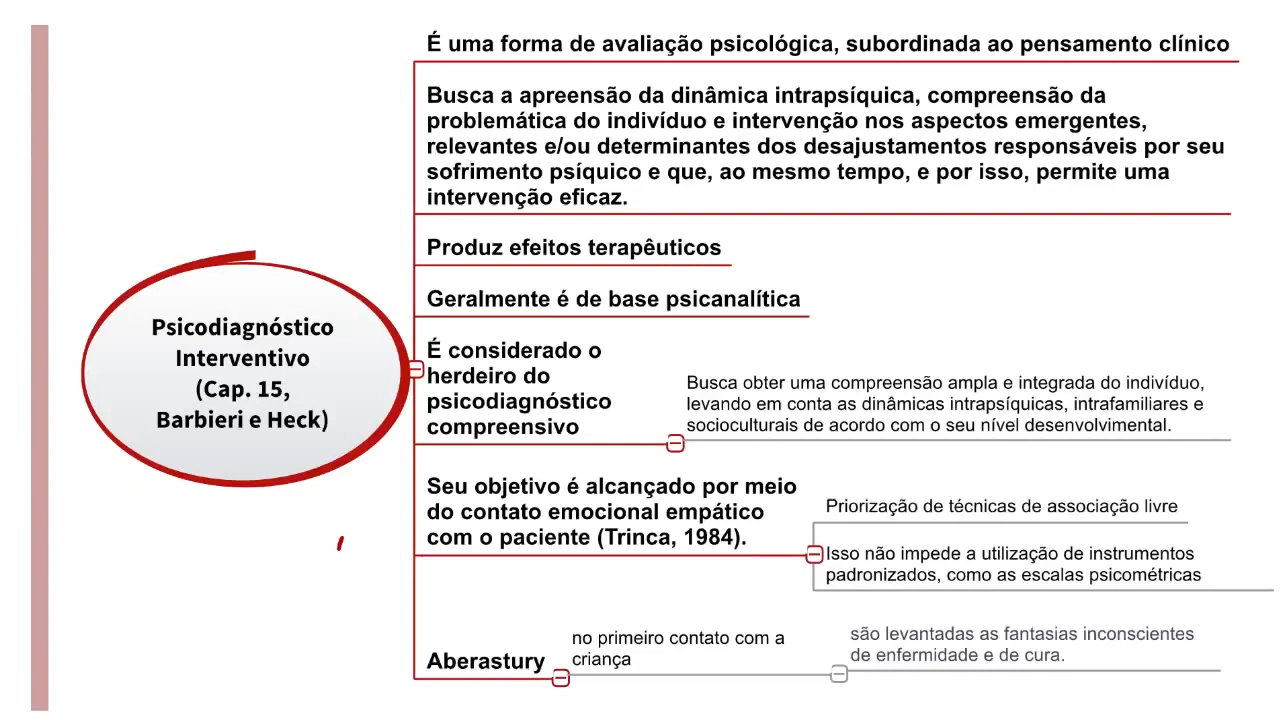 Psicodiagnóstico
Interventivo
(Cap. 15,
Barbieri e Heck)
É uma forma de avaliação psicológica, subordinada ao pensamento clínico
Busca a apreensão da dinâmica intrapsíquica, compreensão da
problemática do indivíduo e intervenção nos aspectos emergentes,
relevantes e/ou determinantes dos desajustamentos responsáveis por seu
sofrimento psíquico e que, ao mesmo tempo, e por isso, permite uma
intervenção eficaz.
Produz efeitos terapêuticos
Geralmente é de base psicanalítica
É considerado o
herdeiro do
psicodiagnóstico
compreensivo
Busca obter uma compreensão ampla e integrada do indivíduo,
levando em conta as dinâmicas intrapsíquicas, intrafamiliares e
socioculturais de acordo com o seu nível desenvolvimental.
Seu objetivo é alcançado por meio
do contato emocional empático
com o paciente (Trinca, 1984).
Priorização de técnicas de associação livre
Isso não impede a utilização de instrumentos
padronizados, como as escalas psicométricas
Aberastury
no primeiro contato com a
criança
são levantadas as fantasias inconscientes
de enfermidade e de cura.